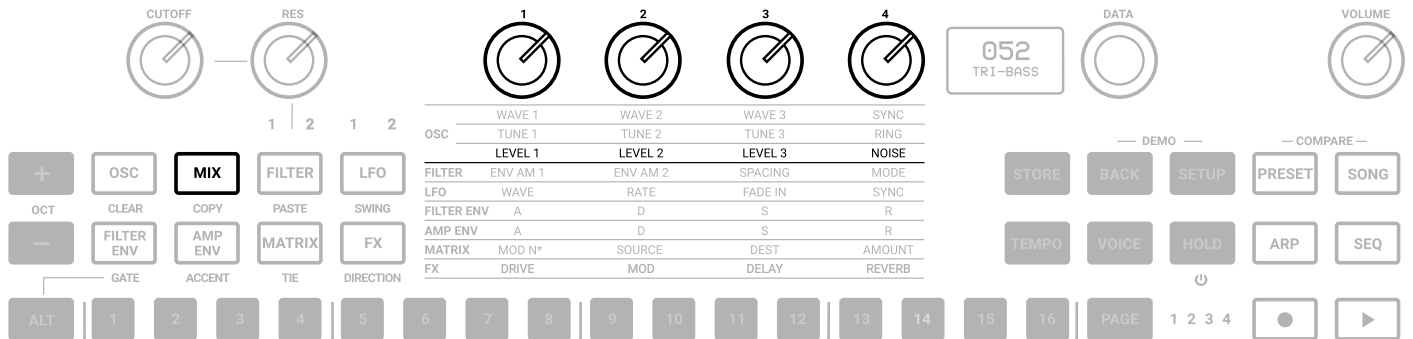 CUTOFF RES 1 2 3 4 DATA VOLUME
052
TRI-BASS
WAVE 1 WAVE 2 WAVE 3 SYNC
1 2 1 2
OSC
TUNE 1 TUNE 2 TUNE 3 RING
DEMO COMPARE
LEVEL 1 LEVEL 2 LEVEL 3 NOISE
+ OSC MIX FILTER LFO
FILTER ENV AM 1 ENV AM 2 SPACING MODE
STORE BACK SETUP PRESET SONG
LFO WAVE RATE FADE IN SYNC
OCT CLEAR COPY PASTE SWING
FILTER ENV A D S R
AMP ENV A D S R
− FILTER ENV AMP ENV MATRIX FX
MATRIX MOD N* SOURCE DEST AMOUNT
TEMPO VOICE HOLD ARP SEQ
FX DRIVE MOD DELAY REVERB
GATE ACCENT TIE DIRECTION
ALT 1 2 3 4 5 6 7 8 9 10 11 12 13 14 15 16 PAGE 1 2 3 4